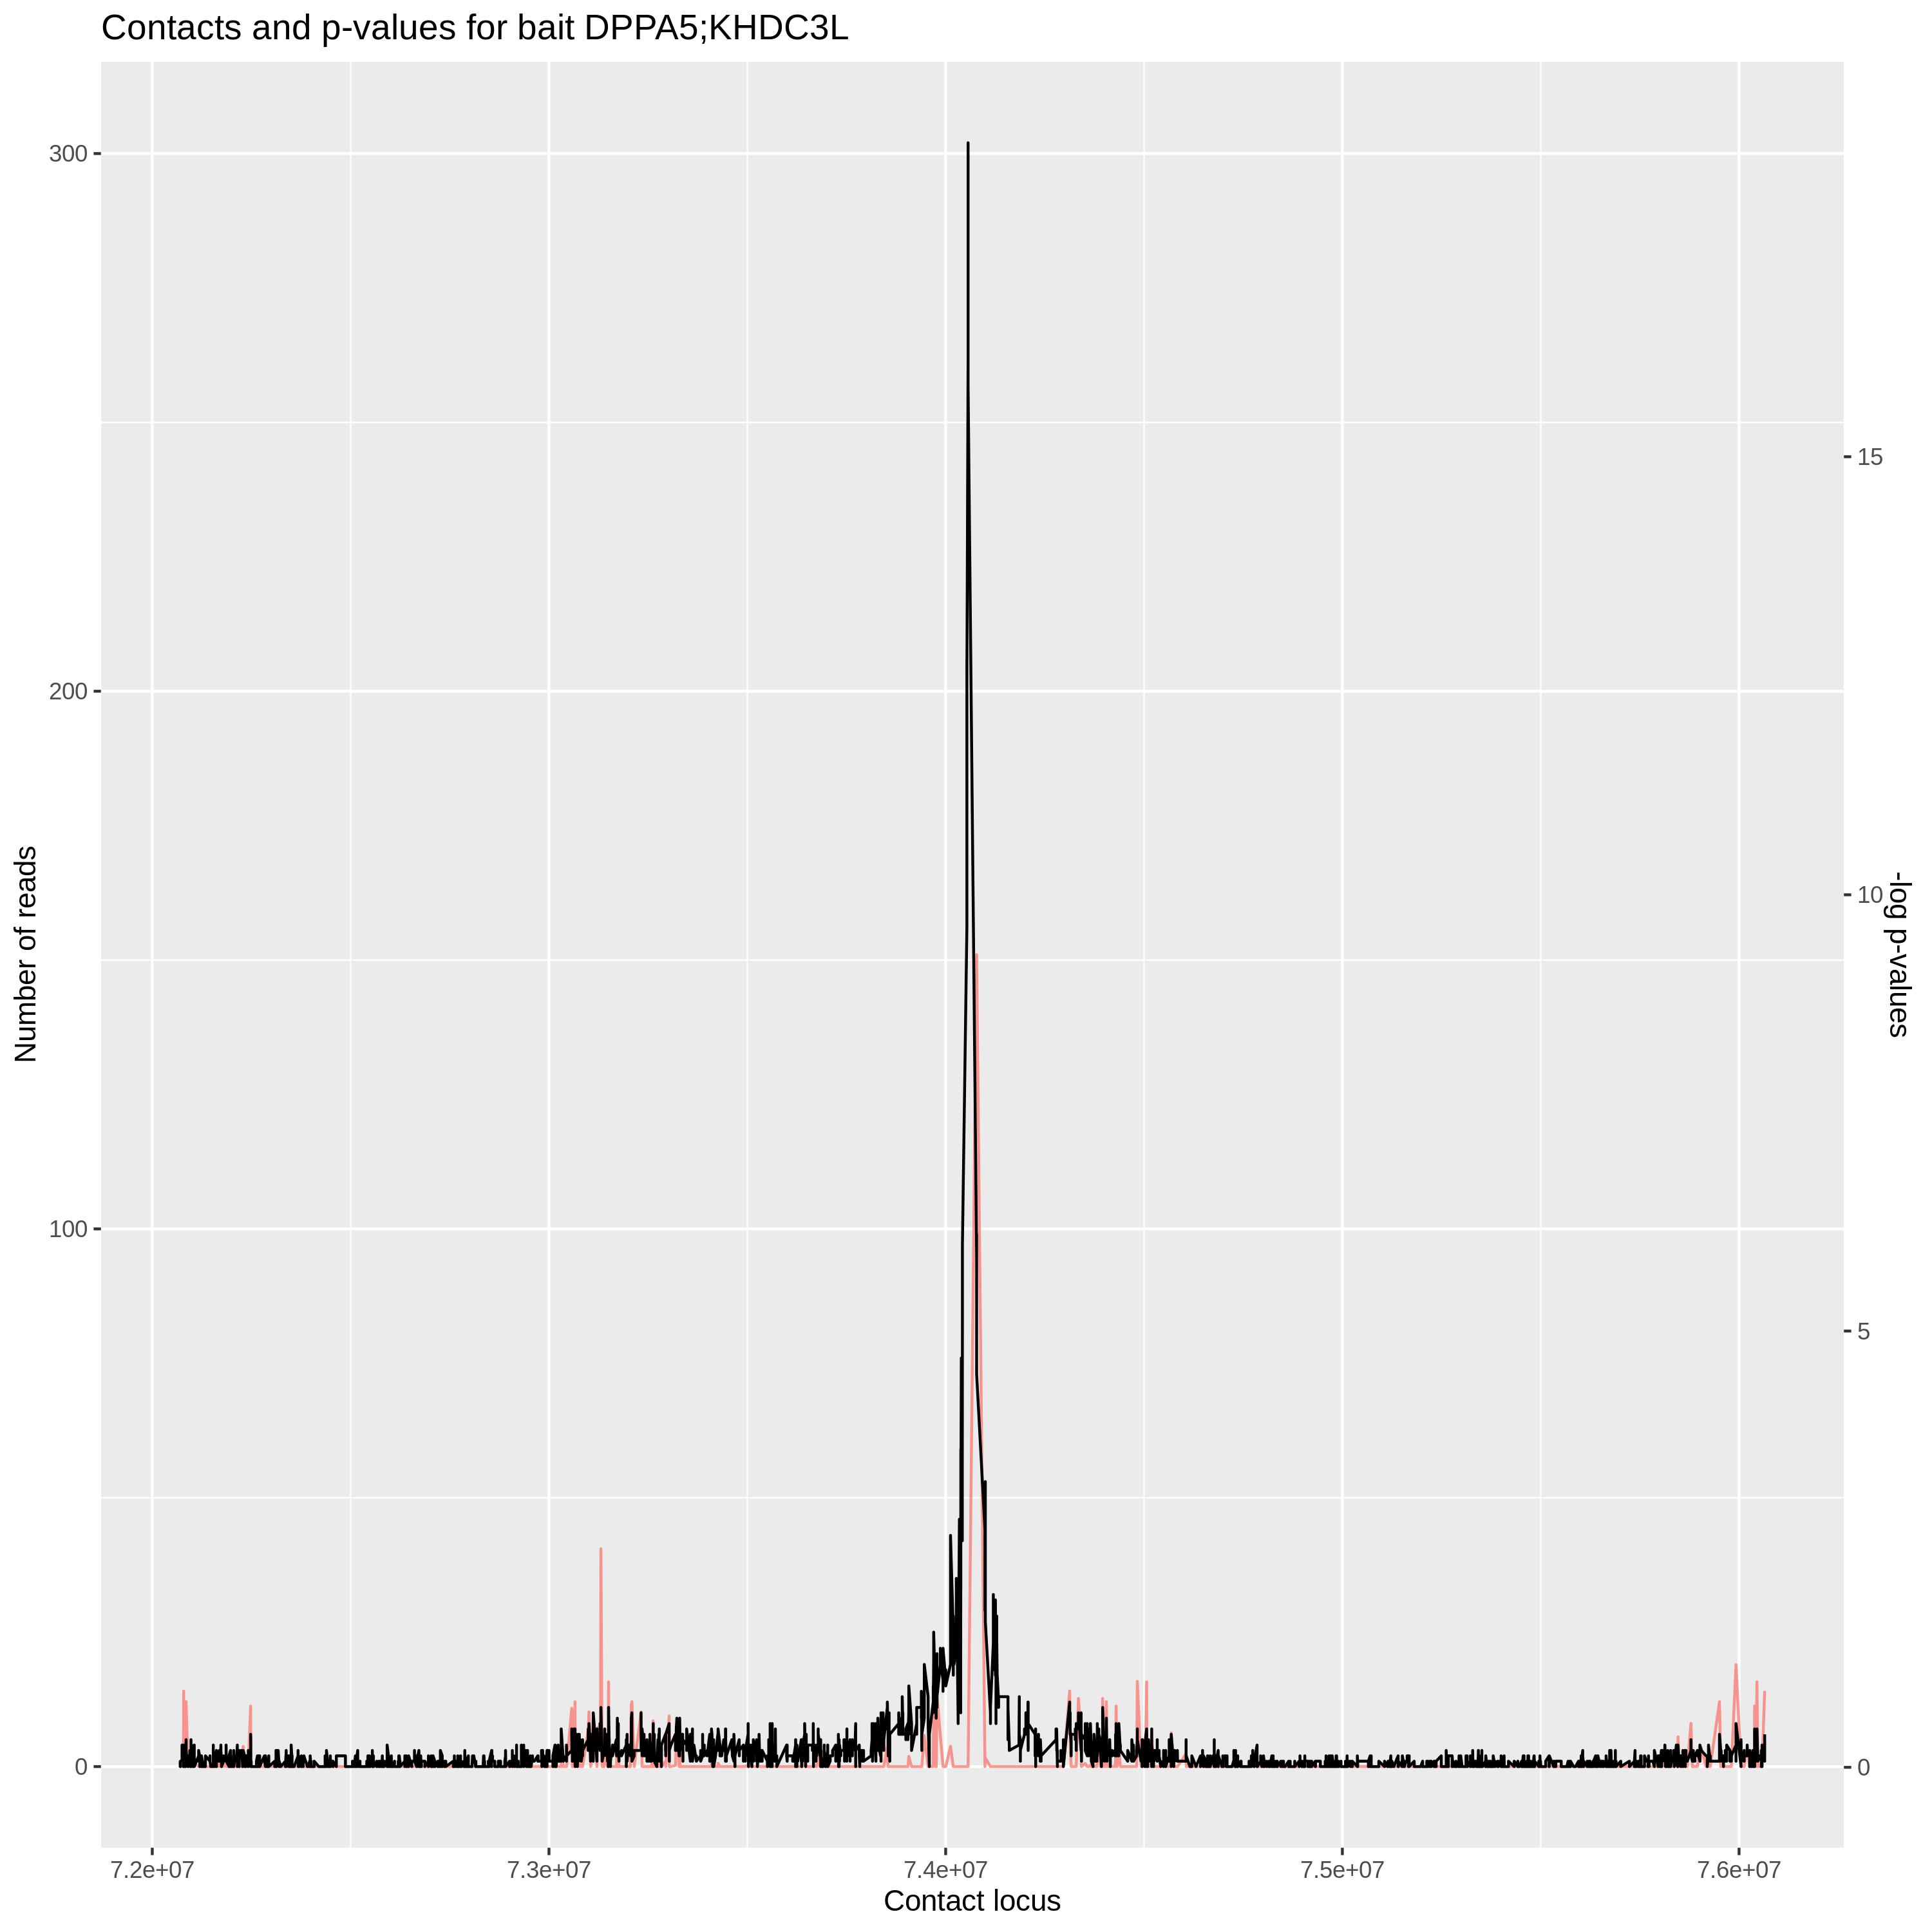 Contacts and p-values for bait DPPA5;KHDC3L
300
200
100
0
Number of reads
15
10
5
0
-log p-values
7.2e+07
7.3e+07
7.4e+07
7.5e+07
7.6e+07
Contact locus